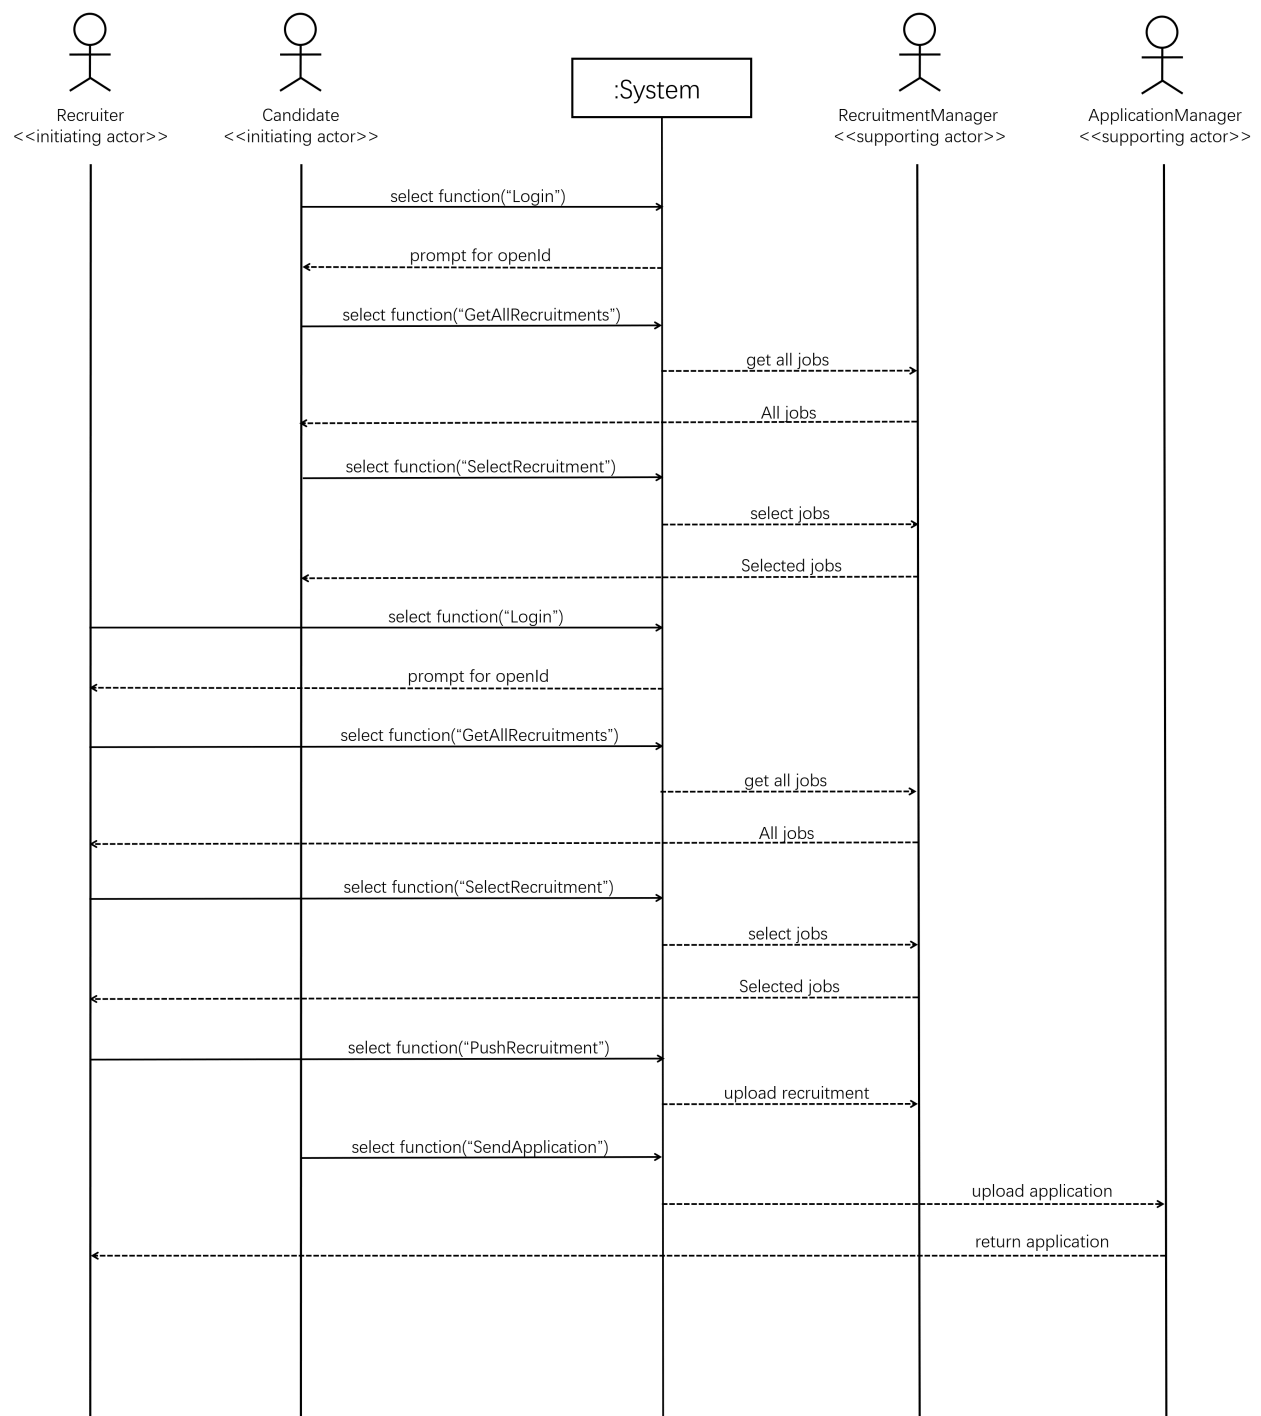 Recruiter
<<initiating actor>>
Candidate
<<initiating actor>>
:System
RecruitmentManager
<<supporting actor>>
ApplicationManager
<<supporting actor>>
select function(“Login”)
prompt for openId
select function(“GetAllRecruitments”)
get all jobs
All jobs
select function(“SelectRecruitment”)
select jobs
Selected jobs
select function(“Login”)
prompt for openId
select function(“GetAllRecruitments”)
get all jobs
All jobs
select function(“SelectRecruitment”)
select jobs
Selected jobs
select function(“PushRecruitment”)
upload recruitment
select function(“SendApplication”)
upload application
return application